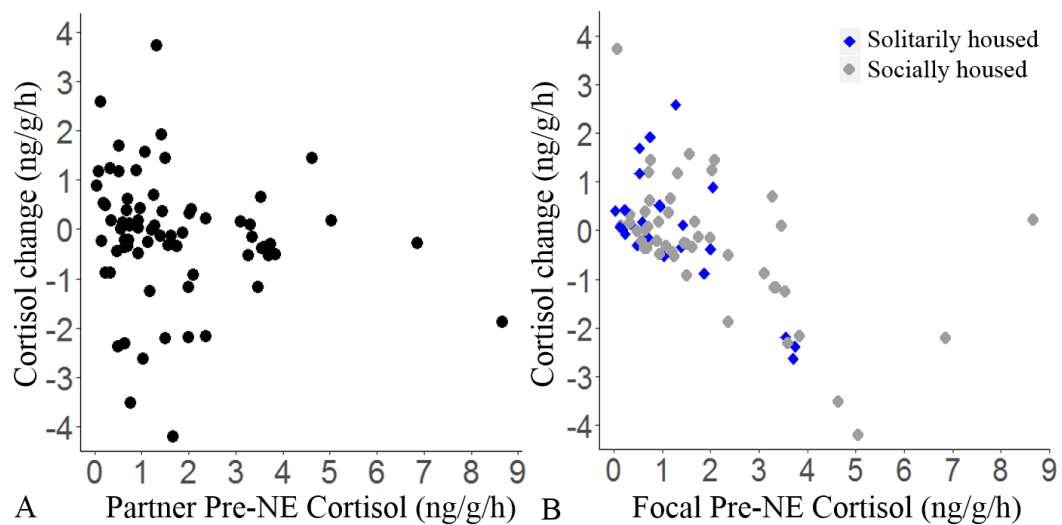 Cortisol change (ng/g/h)
4
3
2
1
0
-1
-2
-3
-4
0 1 2 3 4 5 6 7 8 9
A Partner Pre-NE Cortisol (ng/g/h)
Solitarily housed
Socially housed
Cortisol change (ng/g/h)
4
3
2
1
0
-1
-2
-3
-4
0 1 2 3 4 5 6 7 8 9
B Focal Pre-NE Cortisol (ng/g/h)